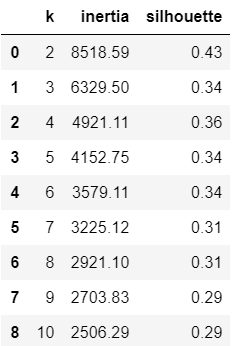 k inertia silhouette
0 2 8518.59 0.43
1 3 6329.50 0.34
2 4 4921.11 0.36
3 5 4152.75 0.34
4 6 3579.11 0.34
5 7 3225.12 0.31
6 8 2921.10 0.31
7 9 2703.83 0.29
8 10 2506.29 0.29